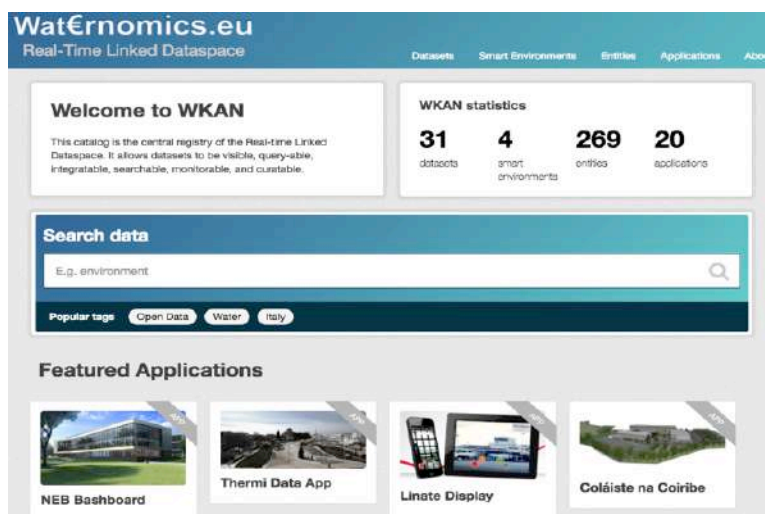 Wat€rnomics.eu
Real-Time Linked Dataspace
Datasets Smart Environments Entities Applications Abo
Welcome to WKAN
This catalog is the central registry of the Real-time Linked
Dataspace. It allows datasets to be visible, query-able,
integratable, searchable, monitorable, and curatable.
WKAN statistics
31 4 269 20
datasets smart entities applications
environments
Search data
E.g. environment
Popular tags Open Data Water Italy
Featured Applications
APP APP APP APP
NEB Bashboard Thermi Data App Linate Display Coláiste na Coiribe